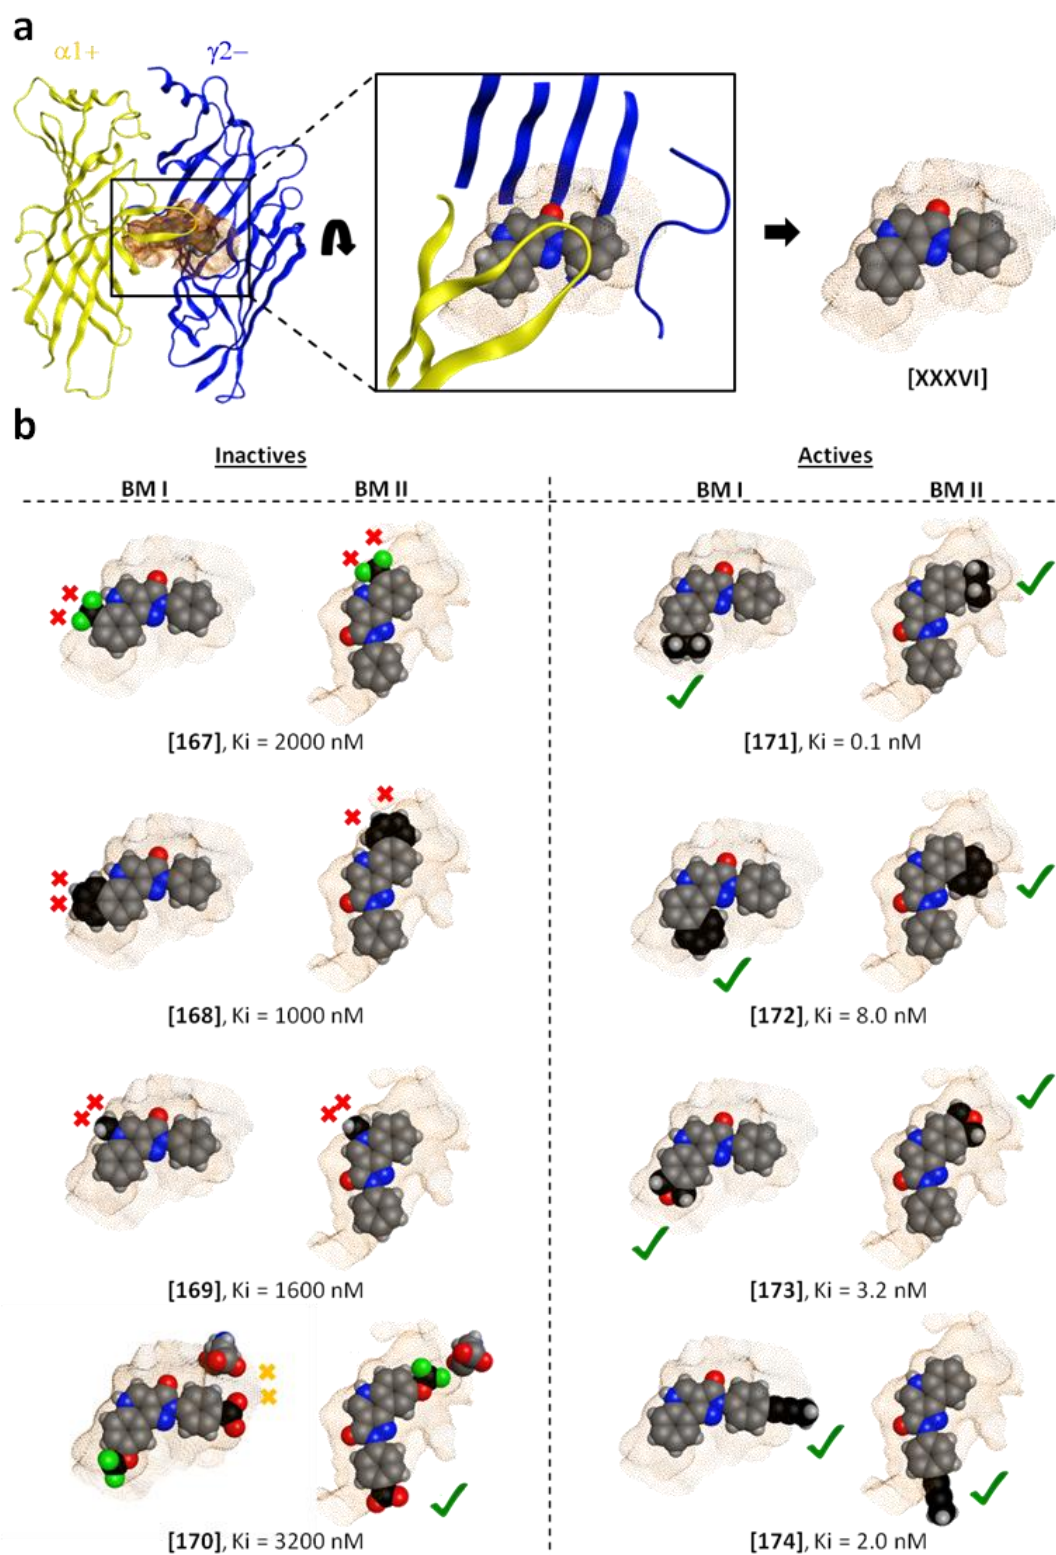 a
α1+ γ2−
[XXXVI]
b
Inactives Actives
BM I BM II BM I BM II
[167], Ki = 2000 nM [171], Ki = 0.1 nM
[168], Ki = 1000 nM [172], Ki = 8.0 nM
[169], Ki = 1600 nM [173], Ki = 3.2 nM
[170], Ki = 3200 nM [174], Ki = 2.0 nM